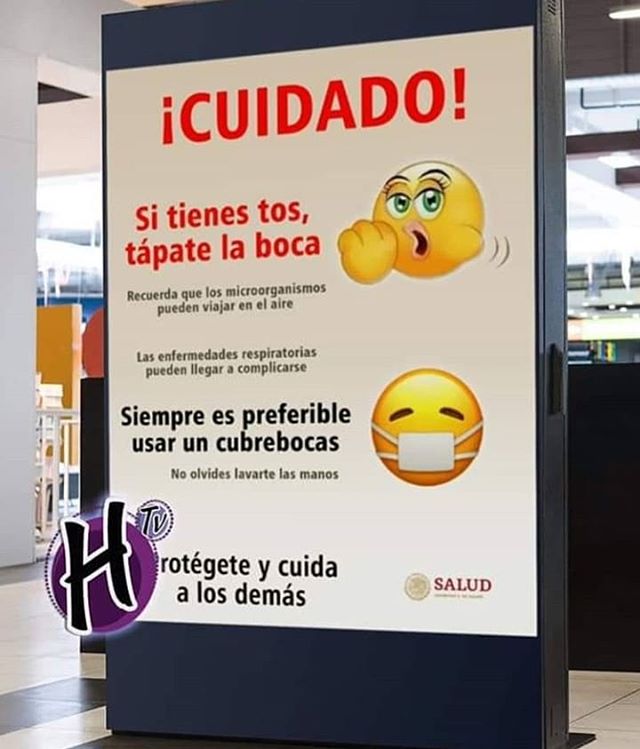 ¡CUIDADO!
Si tienes tos,
tápate la boca
Recuerda que los microorganismos
pueden viajar en el aire
Las enfermedades respiratorias
pueden llegar a complicarse
Siempre es preferible
usar un cubrebocas
No olvides lavarte las manos
H TV
rotégete y cuida
a los demás
SALUD